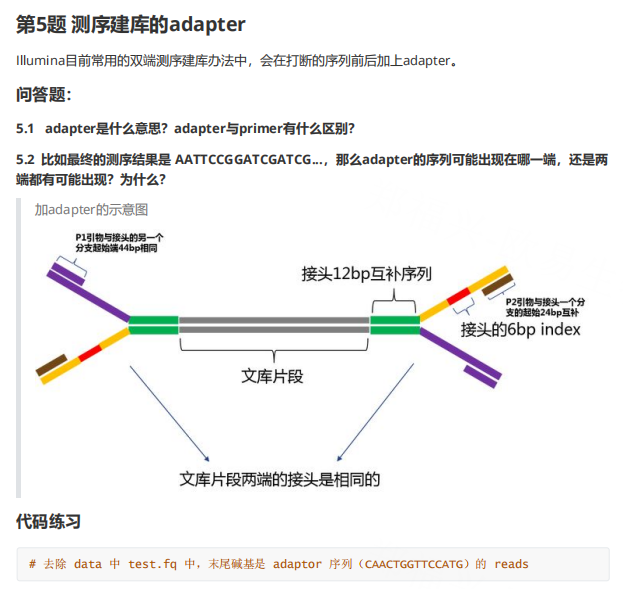 第5题 测序建库的adapter
Illumina目前常用的双端测序建库办法中，会在打断的序列前后加上adapter。
问答题：
5.1 adapter是什么意思？adapter与primer有什么区别？
5.2 比如最终的测序结果是 AATTCCGGATCGATCG...，那么adapter的序列可能出现在哪一端，还是两
端都有可能出现？为什么？
加adapter的示意图
P1引物与接头的另一个
分支起始端44bp相同
接头12bp互补序列
P2引物与接头一个分
支的起始24bp互补
接头的6bp index
文库片段
文库片段两端的接头是相同的
代码练习
# 去除 data 中 test.fq 中，末尾碱基是 adaptor 序列（CAACTGGTTCCATG）的 reads